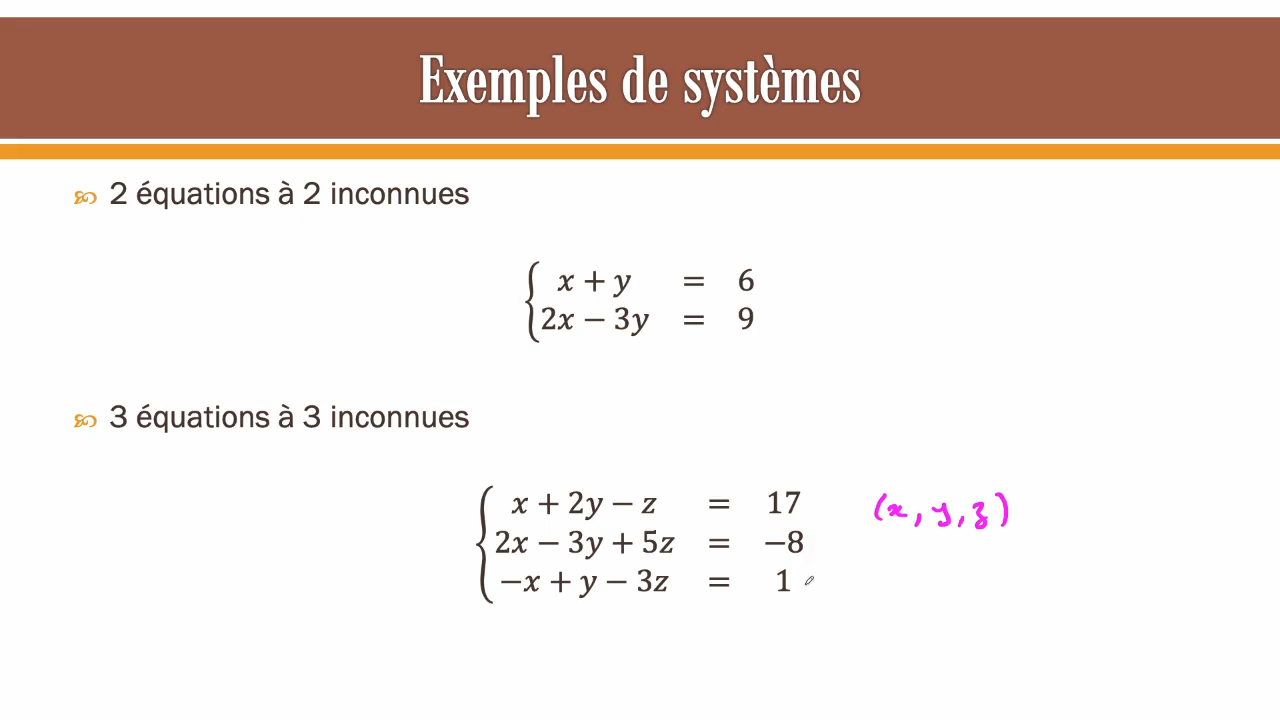 Exemples de systèmes
2 équations à 2 inconnues
x + y = 6
2x − 3y = 9
3 équations à 3 inconnues
x + 2y − z = 17 (x, y, z)
2x − 3y + 5z = −8
−x + y − 3z = 1